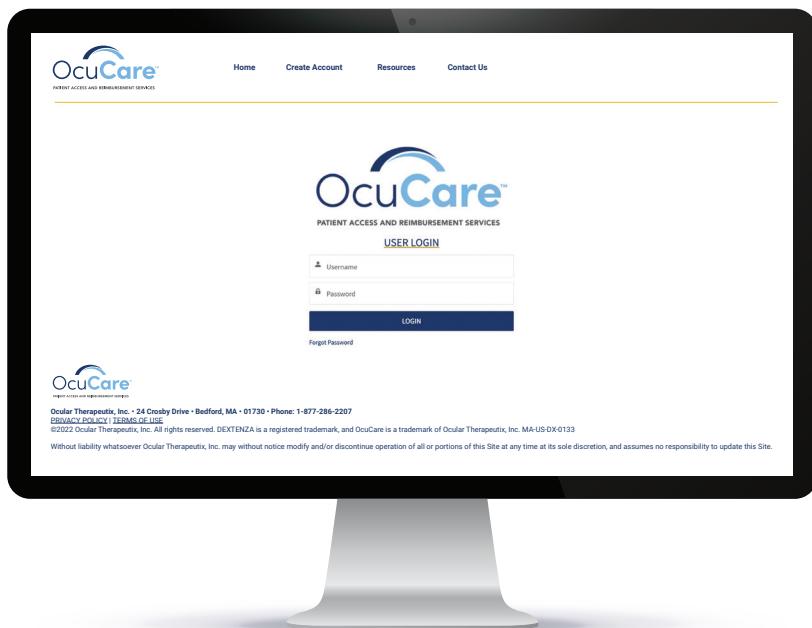 OcuCare™
PATIENT ACCESS AND REIMBURSEMENT SERVICES
Home Create Account Resources Contact Us
OcuCare™
PATIENT ACCESS AND REIMBURSEMENT SERVICES
USER LOGIN
Username
Password
LOGIN
Forgot Password
OcuCare™
PATIENT ACCESS AND REIMBURSEMENT SERVICES
Ocular Therapeutix, Inc. • 24 Crosby Drive • Bedford, MA • 01730 • Phone: 1-877-286-2207
PRIVACY POLICY | TERMS OF USE
©2022 Ocular Therapeutix, Inc. All rights reserved. DEXTENZA is a registered trademark, and OcuCare is a trademark of Ocular Therapeutix, Inc. MA-US-DX-0133
Without liability whatsoever Ocular Therapeutix, Inc. may without notice modify and/or discontinue operation of all or portions of this Site at any time at its sole discretion, and assumes no responsibility to update this Site.